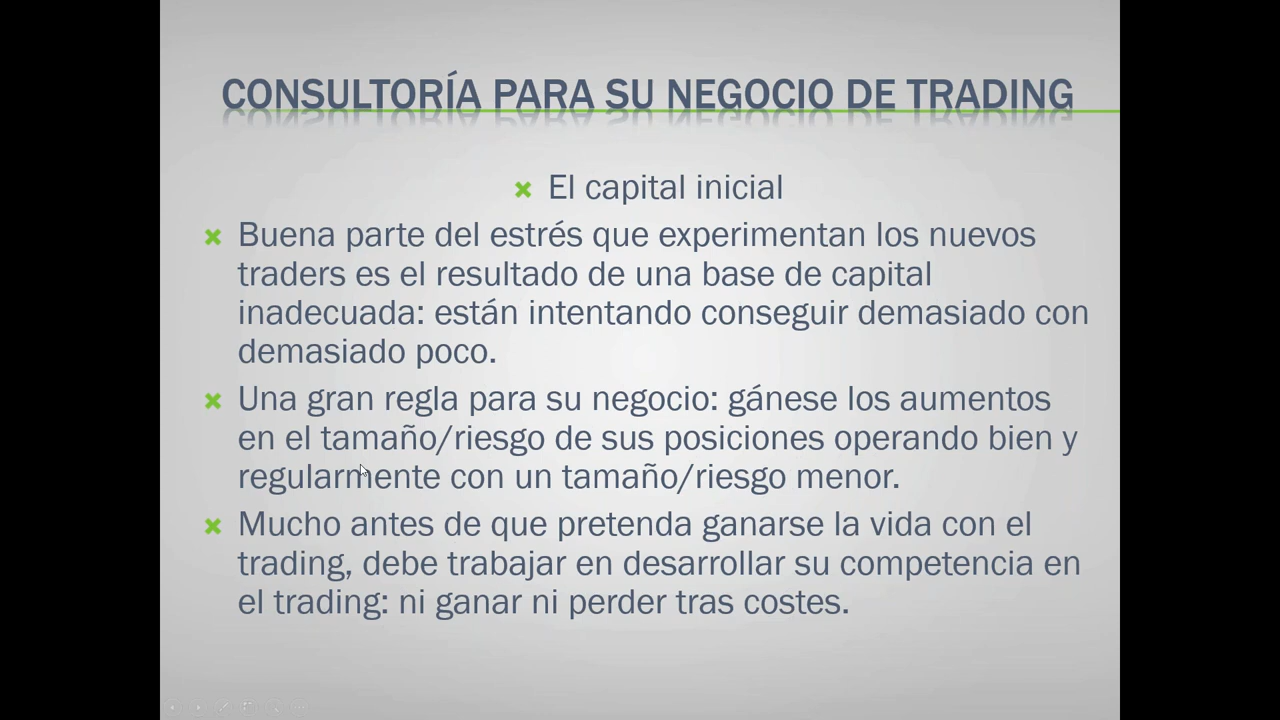 CONSULTORÍA PARA SU NEGOCIO DE TRADING
El capital inicial
Buena parte del estrés que experimentan los nuevos
traders es el resultado de una base de capital
inadecuada: están intentando conseguir demasiado con
demasiado poco.
Una gran regla para su negocio: gánese los aumentos
en el tamaño/riesgo de sus posiciones operando bien y
regularmente con un tamaño/riesgo menor.
Mucho antes de que pretenda ganarse la vida con el
trading, debe trabajar en desarrollar su competencia en
el trading: ni ganar ni perder tras costes.